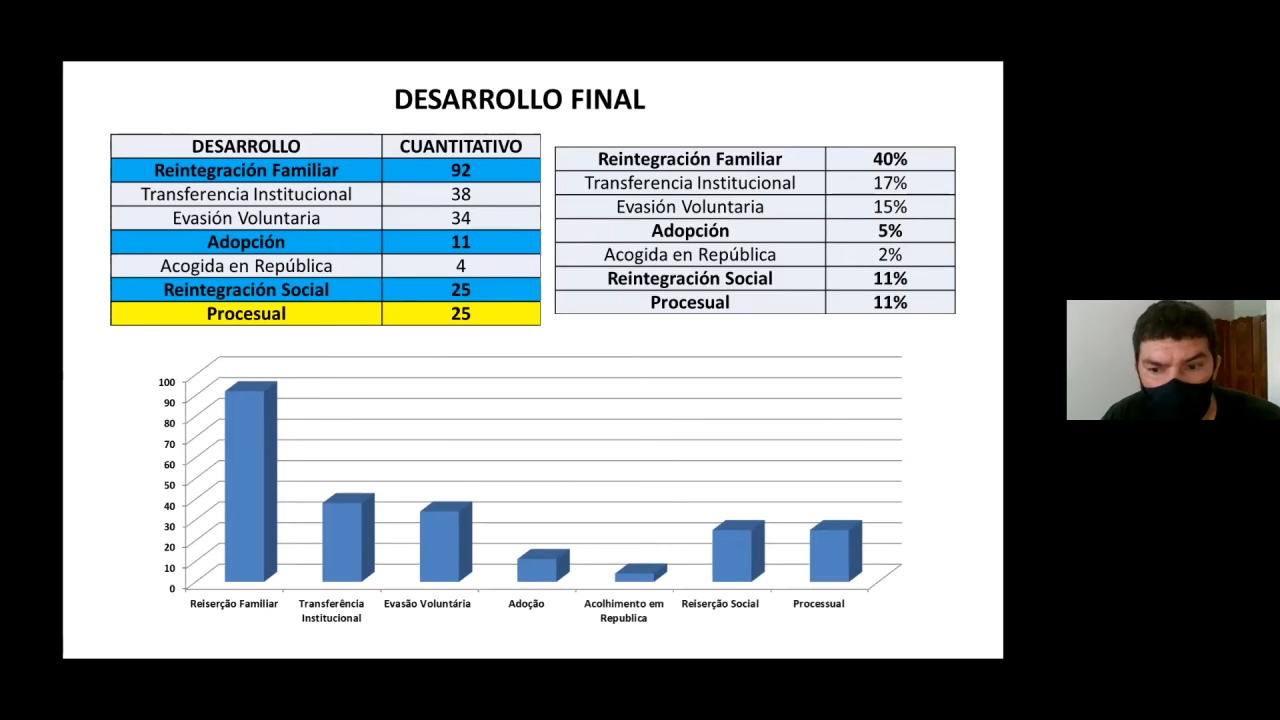 DESARROLLO FINAL
DESARROLLO CUANTITATIVO
Reintegración Familiar 92
Transferencia Institucional 38
Evasión Voluntaria 34
Adopción 11
Acogida en República 4
Reintegración Social 25
Procesual 25
Reintegración Familiar 40%
Transferencia Institucional 17%
Evasión Voluntaria 15%
Adopción 5%
Acogida en República 2%
Reintegración Social 11%
Procesual 11%
100
90
80
70
60
50
40
30
20
10
0
Reiserção Familiar
Transferência
Institucional
Evasão Voluntária
Adoção
Acolhimento em
Republica
Reiserção Social
Processual